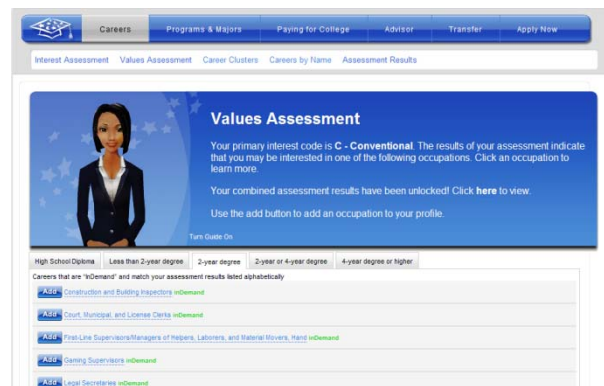 Careers Programs & Majors Paying for College Advisor Transfer Apply Now
Interest Assessment Values Assessment Career Clusters Careers by Name Assessment Results
Values Assessment
Your primary interest code is C - Conventional. The results of your assessment indicate
that you may be interested in one of the following occupations. Click an occupation to
learn more.
Your combined assessment results have been unlocked! Click here to view.
Use the add button to add an occupation to your profile.
Turn Guide On
High School Diploma Less than 2-year degree 2-year degree 2-year or 4-year degree 4-year degree or higher
Careers that are "InDemand" and match your assessment results listed alphabetically
Add Construction and Building Inspectors inDemand
Add Court, Municipal, and License Clerks inDemand
Add First-Line Supervisors/Managers of Helpers, Laborers, and Material Movers, Hand inDemand
Add Gaming Supervisors inDemand
Add Legal Secretaries inDemand